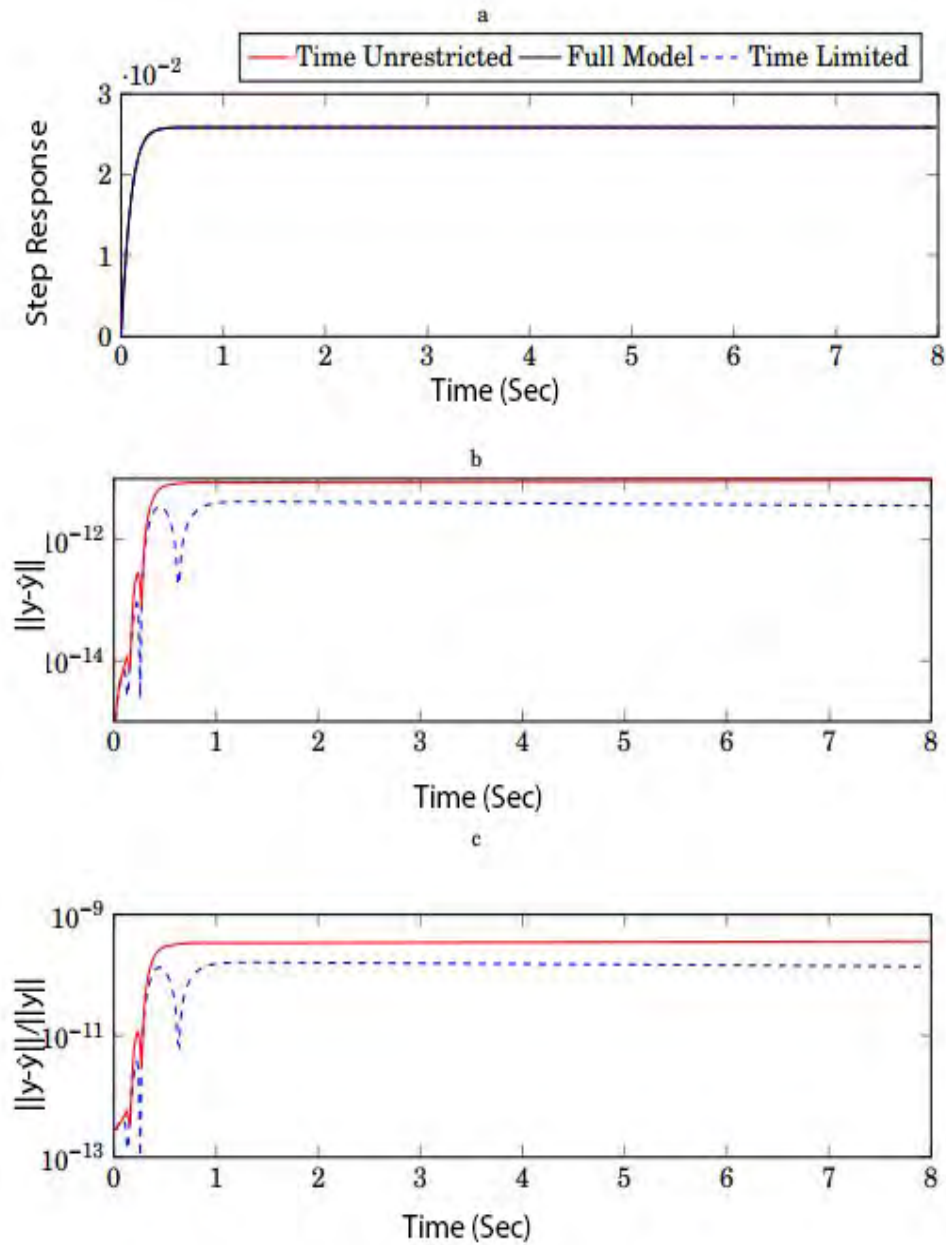 a
Time Unrestricted Full Model Time Limited
·10⁻²
3
2
1
0
Step Response
0 1 2 3 4 5 6 7 8
Time (Sec)
b
10⁻¹²
10⁻¹⁴
||y-ŷ||
0 1 2 3 4 5 6 7 8
Time (Sec)
c
10⁻⁹
10⁻¹¹
10⁻¹³
||y-ŷ||/||y||
0 1 2 3 4 5 6 7 8
Time (Sec)